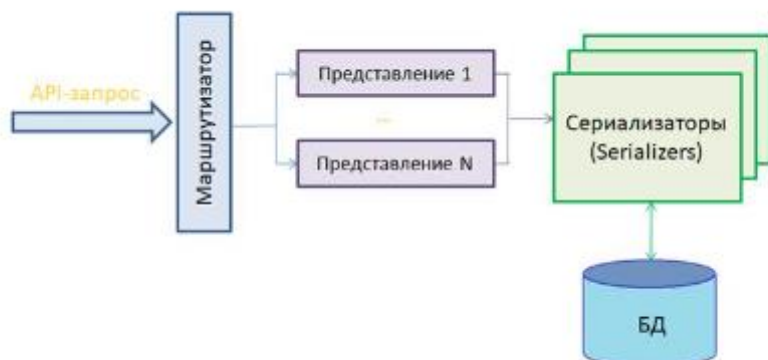 API-запрос
Маршрутизатор
Представление 1
...
Представление N
Сериализаторы
(Serializers)
БД